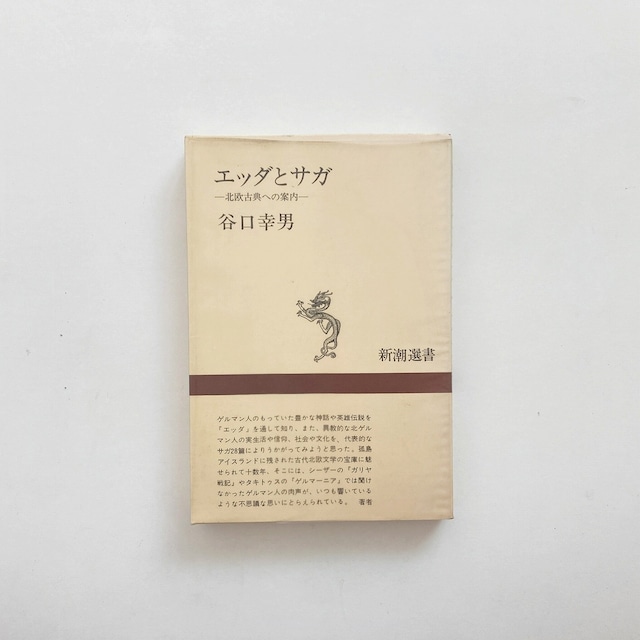 エッダとサガ
―北欧古典への案内―
谷口幸男
新潮選書
ゲルマン人のもっていた豊かな神話や英雄伝説を
「エッダ」を通して知り、また、異教的な北ゲル
マン人の実生活や信仰、社会や文化を、代表的な
サガ28篇によりうかがってみようと思った。孤島
アイスランドに残された古代北欧文学の宝庫に魅
せられて十数年、そこには、シーザーの『ガリヤ
戦記』やタキトゥスの『ゲルマーニア』では聞け
なかったゲルマン人の肉声が、いつも響いている
ような不思議な思いにとらえられている。　著者